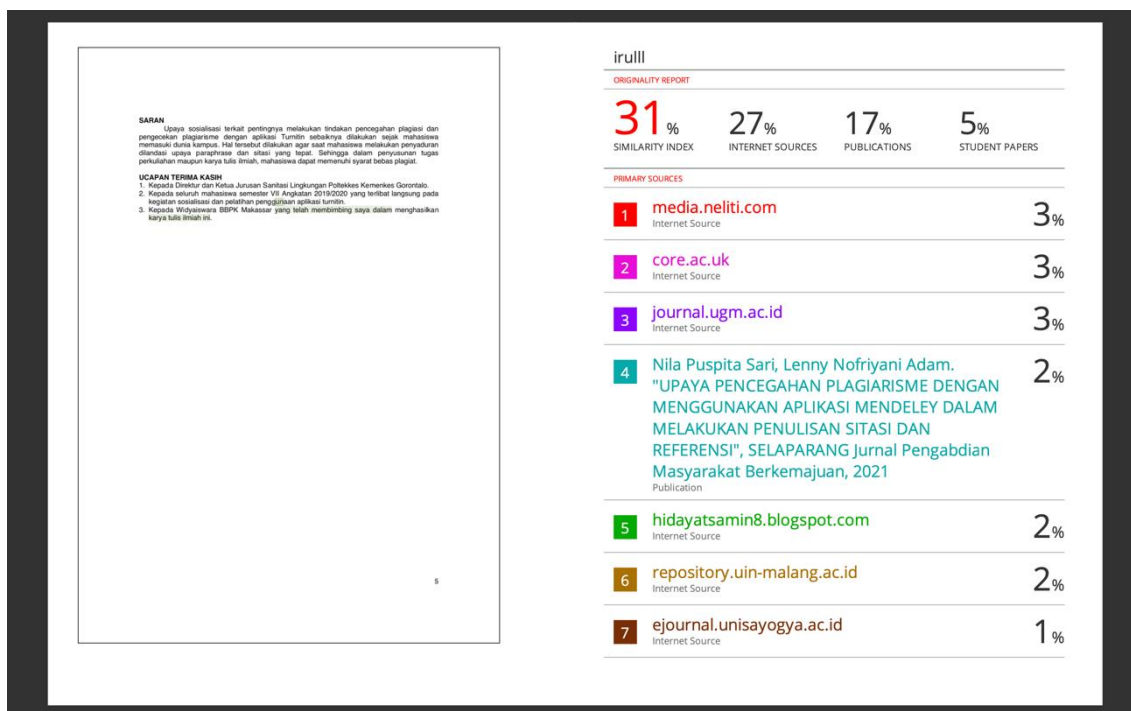 SARAN
Upaya sosialisasi terkait pentingnya melakukan tindakan pencegahan plagiasi dan
pengecekan plagiarisme dengan aplikasi Turnitin sebaiknya dilakukan sejak mahasiswa
memasuki dunia kampus. Hal tersebut dilakukan agar saat mahasiswa melakukan penyaduran
dilandasi upaya paraphrase dan sitasi yang tepat. Sehingga dalam penyusunan tugas
perkuliahan maupun karya tulis ilmiah, mahasiswa dapat memenuhi syarat bebas plagiat.
UCAPAN TERIMA KASIH
1. Kepada Direktur dan Ketua Jurusan Sanitasi Lingkungan Poltekkes Kemenkes Gorontalo.
2. Kepada seluruh mahasiswa semester VII Angkatan 2019/2020 yang terlibat langsung pada
kegiatan sosialisasi dan pelatihan penggunaan aplikasi turnitin.
3. Kepada Widyaiswara BBPK Makassar yang telah membimbing saya dalam menghasilkan
karya tulis ilmiah ini.
5
irulll
ORIGINALITY REPORT
31% 27% 17% 5%
SIMILARITY INDEX INTERNET SOURCES PUBLICATIONS STUDENT PAPERS
PRIMARY SOURCES
1 media.neliti.com 3%
Internet Source
2 core.ac.uk 3%
Internet Source
3 journal.ugm.ac.id 3%
Internet Source
4 Nila Puspita Sari, Lenny Nofriyani Adam. 2%
"UPAYA PENCEGAHAN PLAGIARISME DENGAN
MENGGUNAKAN APLIKASI MENDELEY DALAM
MELAKUKAN PENULISAN SITASI DAN
REFERENSI", SELAPARANG Jurnal Pengabdian
Masyarakat Berkemajuan, 2021
Publication
5 hidayatsamin8.blogspot.com 2%
Internet Source
6 repository.uin-malang.ac.id 2%
Internet Source
7 ejournal.unisayogya.ac.id 1%
Internet Source